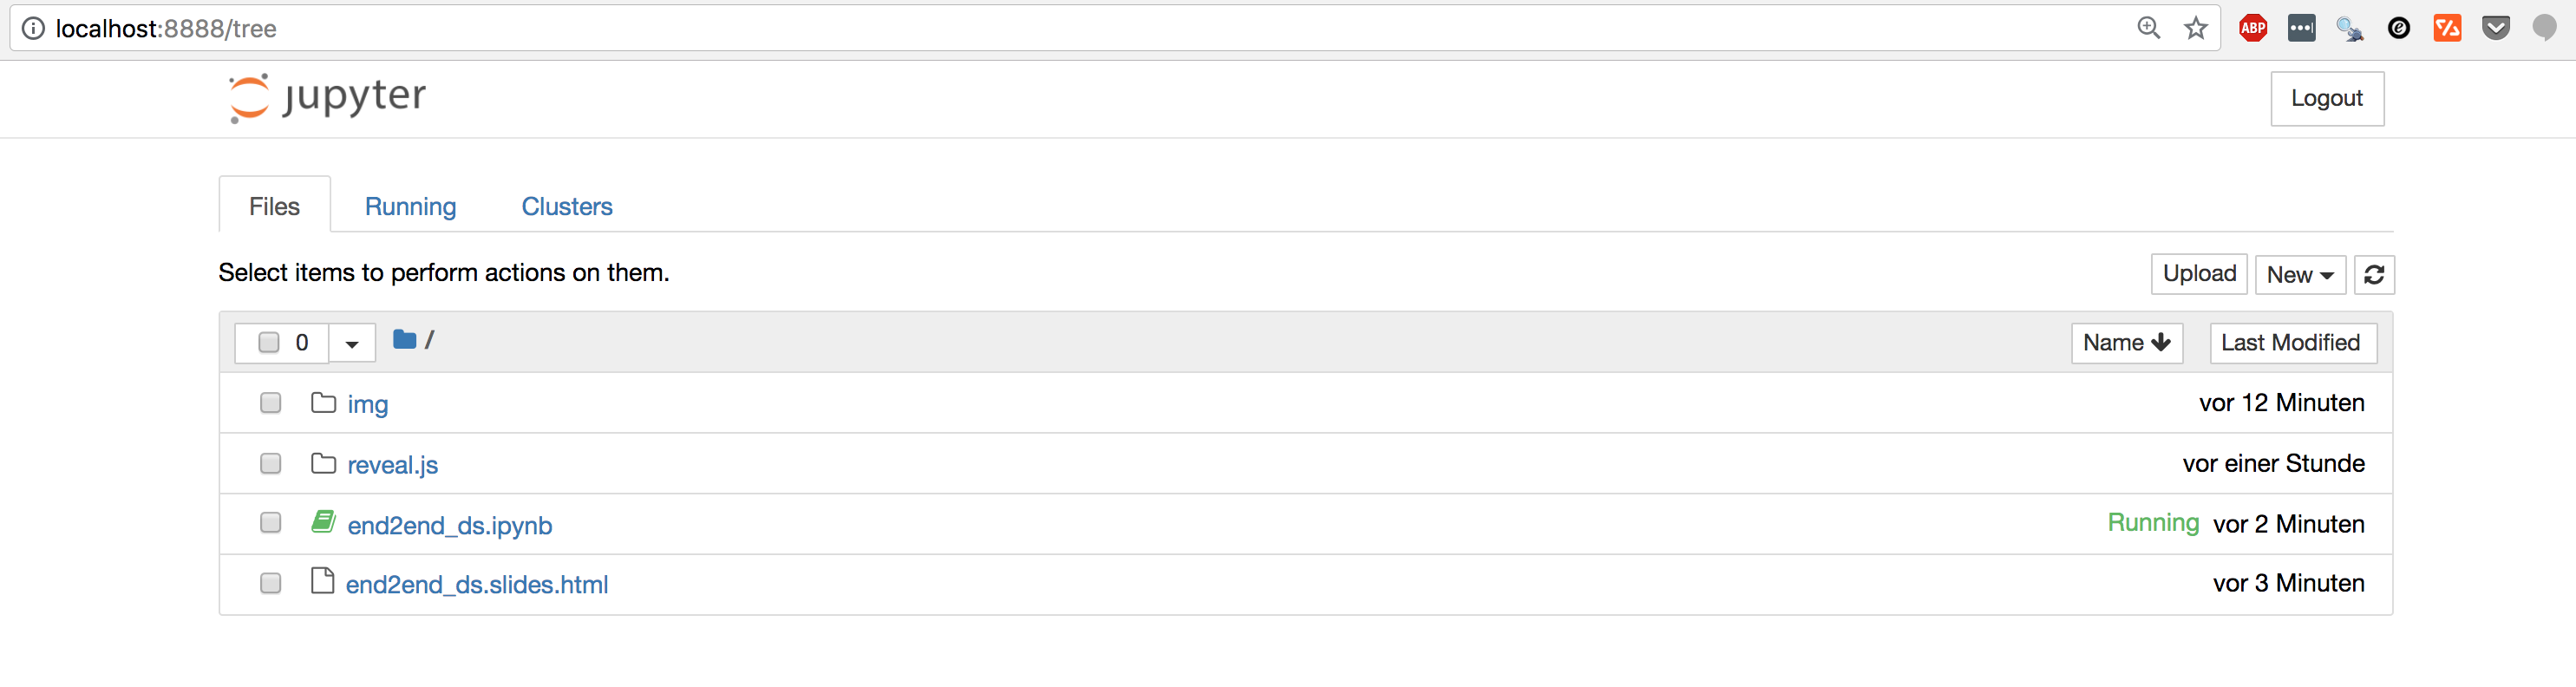 localhost:8888/tree
ABP
jupyter
Logout
Files Running Clusters
Select items to perform actions on them.
Upload New
0 /
Name Last Modified
img vor 12 Minuten
reveal.js vor einer Stunde
end2end_ds.ipynb Running vor 2 Minuten
end2end_ds.slides.html vor 3 Minuten